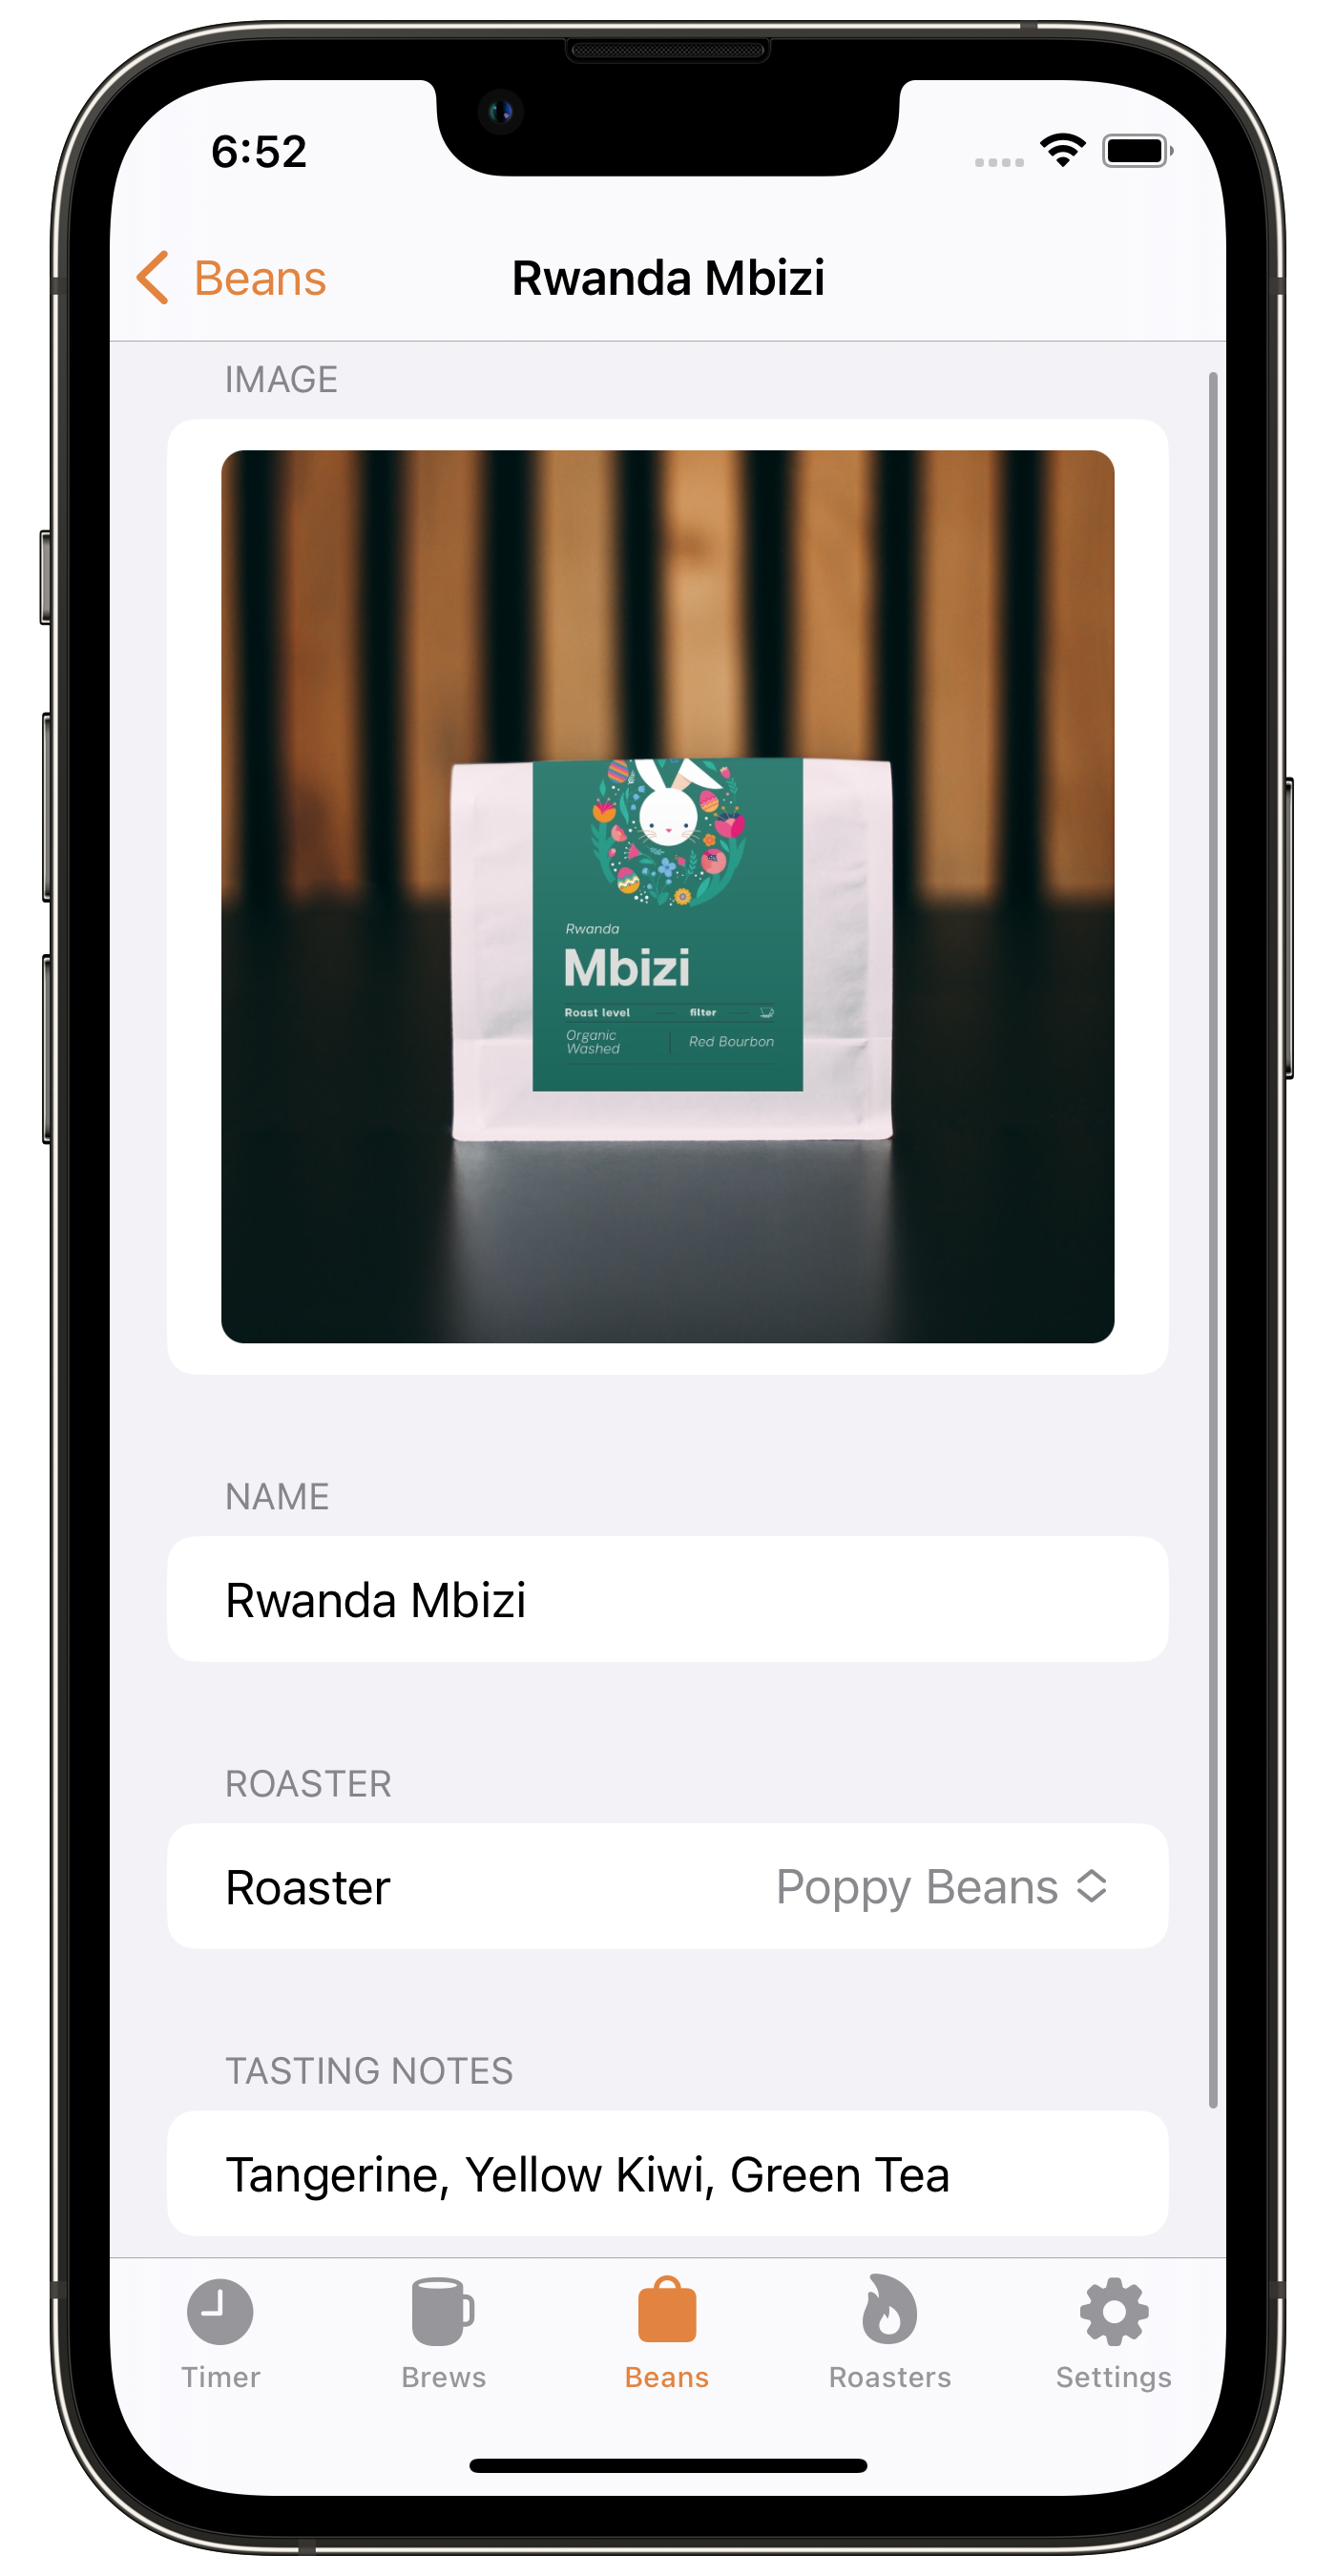 6:52
Beans
Rwanda Mbizi
IMAGE
Rwanda
Mbizi
Roast level
filter
Organic
Washed
Red Bourbon
NAME
Rwanda Mbizi
ROASTER
Roaster
Poppy Beans
TASTING NOTES
Tangerine, Yellow Kiwi, Green Tea
Timer
Brews
Beans
Roasters
Settings